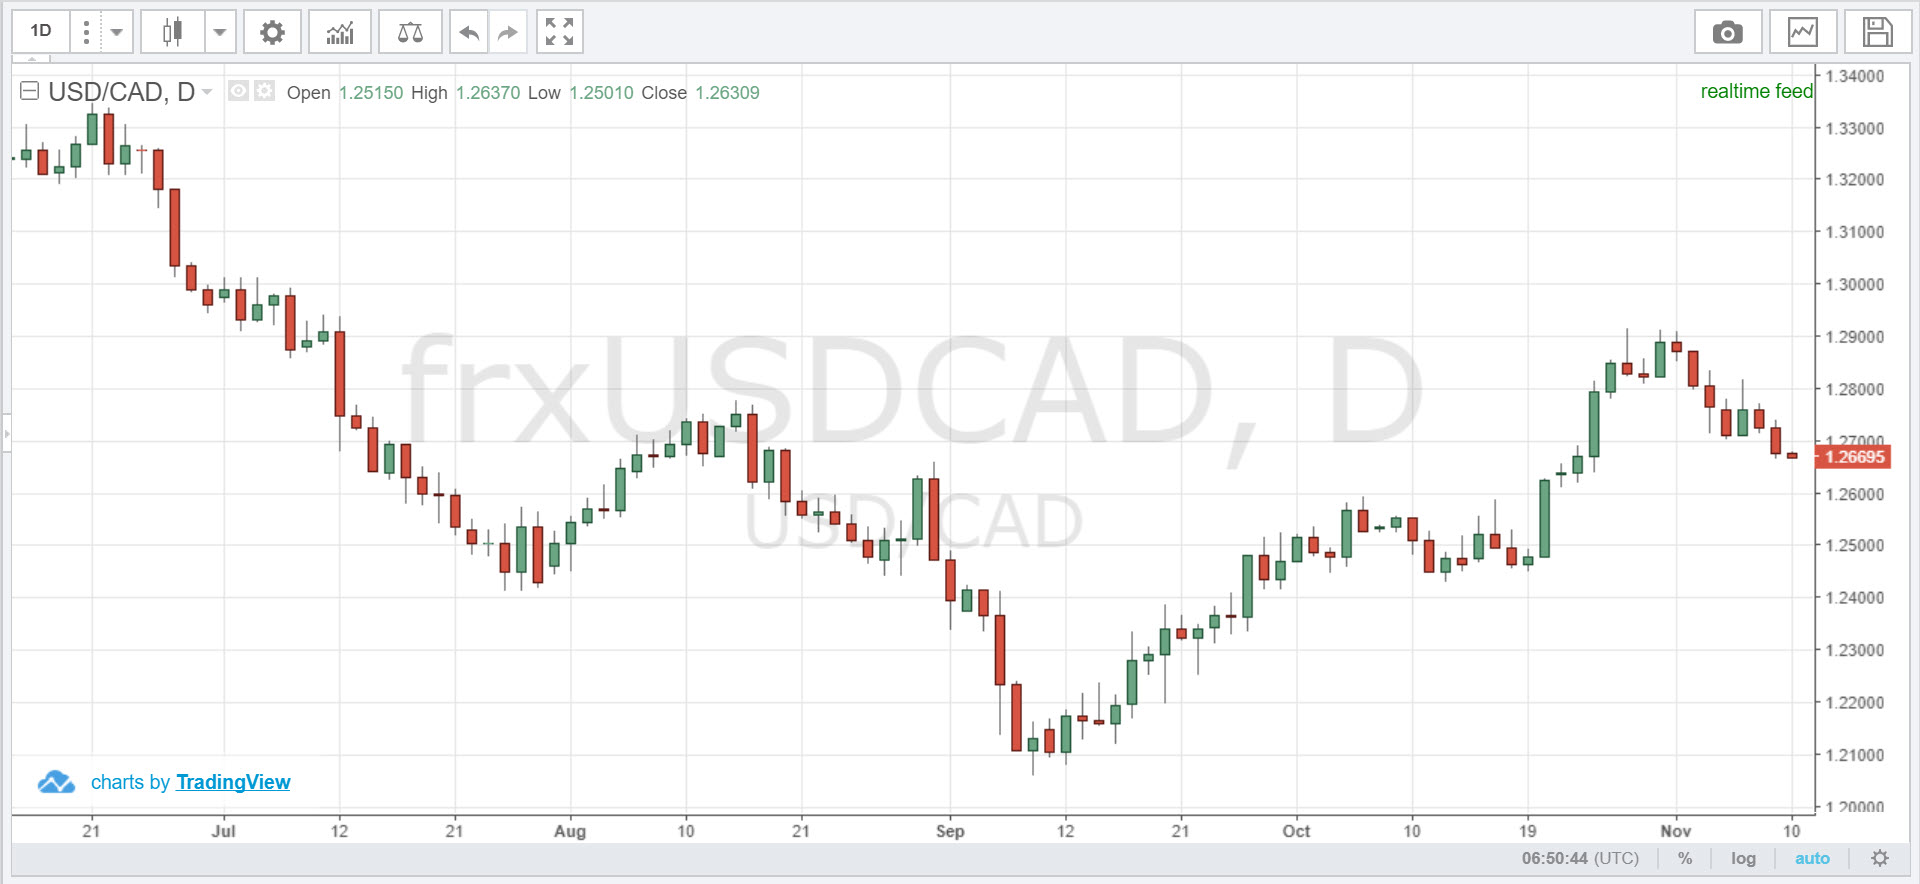 1D
USD/CAD, D Open 1.25150 High 1.26370 Low 1.25010 Close 1.26309
realtime feed
1.34000
1.33000
1.32000
1.31000
1.30000
1.29000
1.28000
1.27000
1.26695
1.26000
1.25000
1.24000
1.23000
1.22000
1.21000
1.20000
frxUSDCAD, D
USD/CAD
charts by TradingView
21 Jul 12 21 Aug 10 21 Sep 12 21 Oct 10 19 Nov 10
06:50:44 (UTC) % log auto